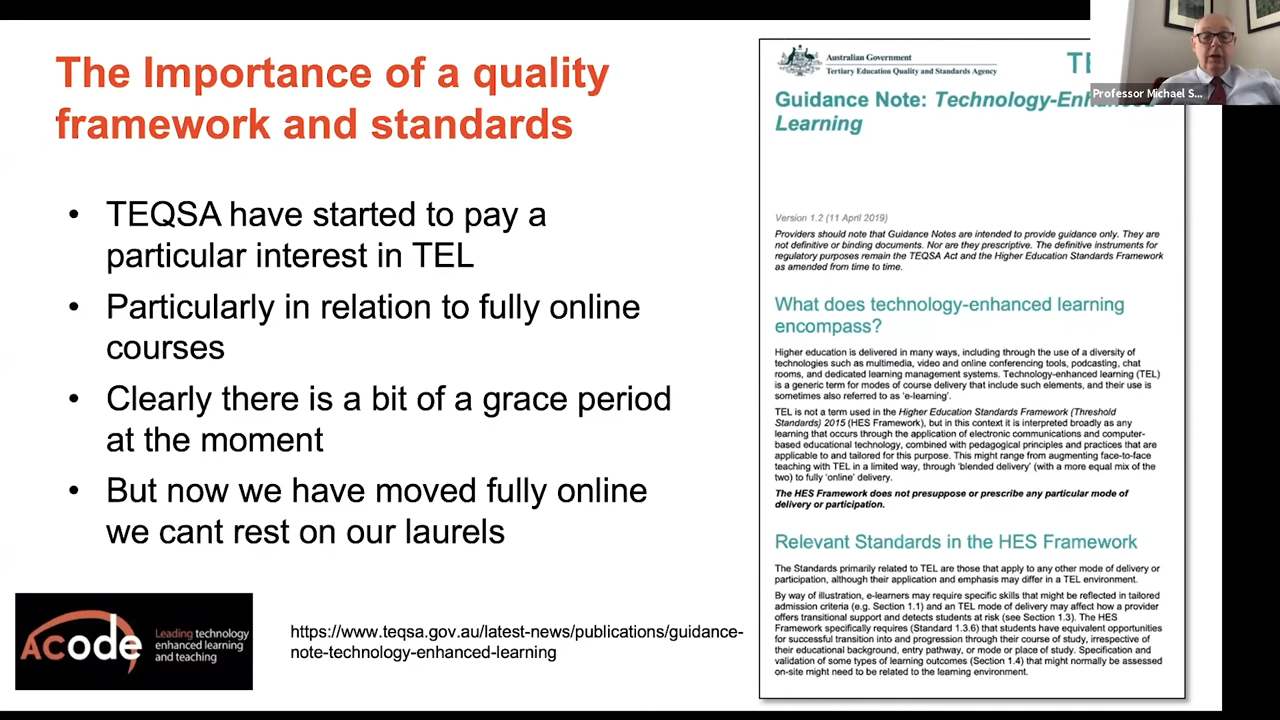 The Importance of a quality
framework and standards
• TEQSA have started to pay a
particular interest in TEL
• Particularly in relation to fully online
courses
• Clearly there is a bit of a grace period
at the moment
• But now we have moved fully online
we cant rest on our laurels
ACode
Leading technology
enhanced learning
and teaching
https://www.teqsa.gov.au/latest-news/publications/guidance-
note-technology-enhanced-learning
Australian Government
Tertiary Education Quality and Standards Agency
Guidance Note: Technology-Enhanced
Learning
Version 1.2 (11 April 2019)
Providers should note that Guidance Notes are intended to provide guidance only. They are
not definitive or binding documents. Nor are they prescriptive. The definitive instruments for
regulatory purposes remain the TEQSA Act and the Higher Education Standards Framework
as amended from time to time.
What does technology-enhanced learning
encompass?
Higher education is delivered in many ways, including through the use of a diversity of
technologies such as multimedia, video and online conferencing tools, podcasting, chat
rooms, and dedicated learning management systems. Technology-enhanced learning (TEL)
is a generic term for modes of course delivery that include such elements, and their use is
sometimes also referred to as ‘e-learning’.
TEL is not a term used in the Higher Education Standards Framework (Threshold
Standards) 2015 (HES Framework), but in this context it is interpreted broadly as any
learning that occurs through the application of electronic communications and computer-
based educational technology, combined with pedagogical principles and practices that are
applicable to and tailored for this purpose. This might range from augmenting face-to-face
teaching with TEL in a limited way, through ‘blended delivery’ (with a more equal mix of the
two) to fully ‘online’ delivery.
The HES Framework does not presuppose or prescribe any particular mode of
delivery or participation.
Relevant Standards in the HES Framework
The Standards primarily related to TEL are those that apply to any other mode of delivery or
participation, although their application and emphasis may differ in a TEL environment.
By way of illustration, e-learners may require specific skills that might be reflected in tailored
admission criteria (e.g. Section 1.1) and an TEL mode of delivery may affect how a provider
offers transitional support and detects students at risk (see Section 1.3). The HES
Framework specifically requires (Standard 1.3.6) that students have equivalent opportunities
for successful transition into and progression through their course of study, irrespective of
their educational background, entry pathway, or mode or place of study. Specification and
validation of some types of learning outcomes (Section 1.4) that might normally be assessed
on-site might need to be related to the learning environment.
Professor Michael S...